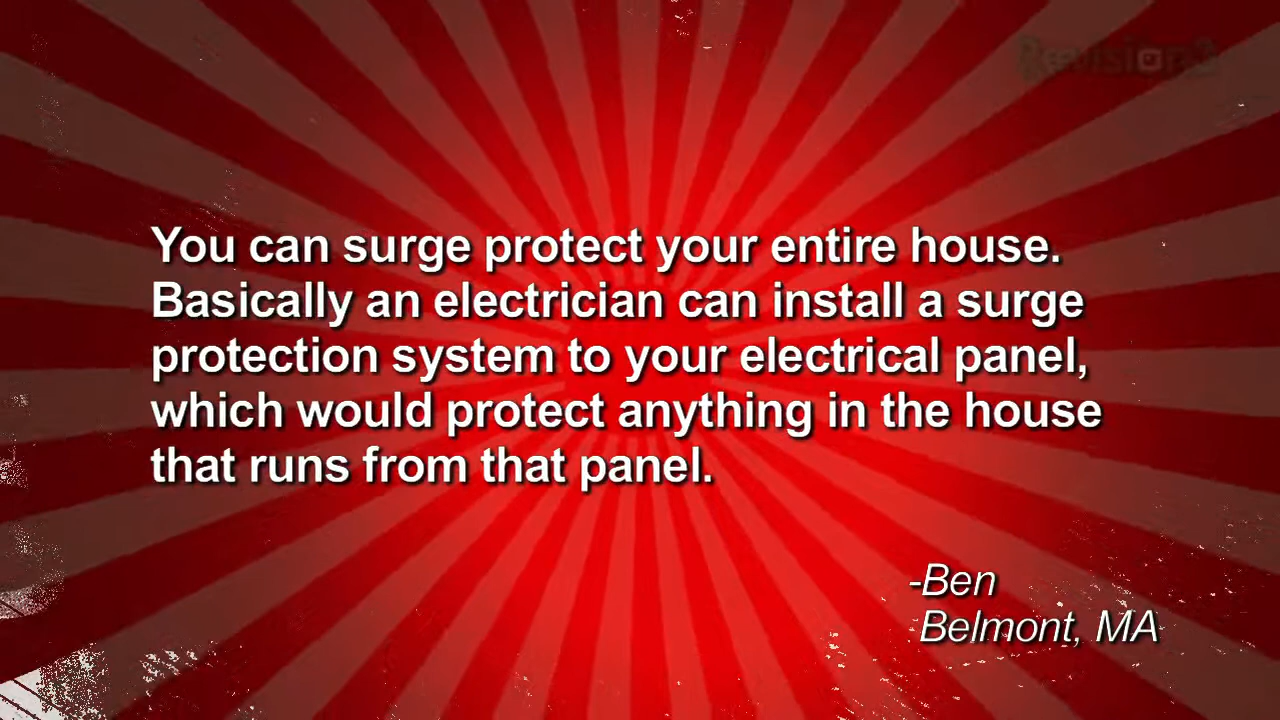 Revision3
You can surge protect your entire house.
Basically an electrician can install a surge
protection system to your electrical panel,
which would protect anything in the house
that runs from that panel.
-Ben
Belmont, MA